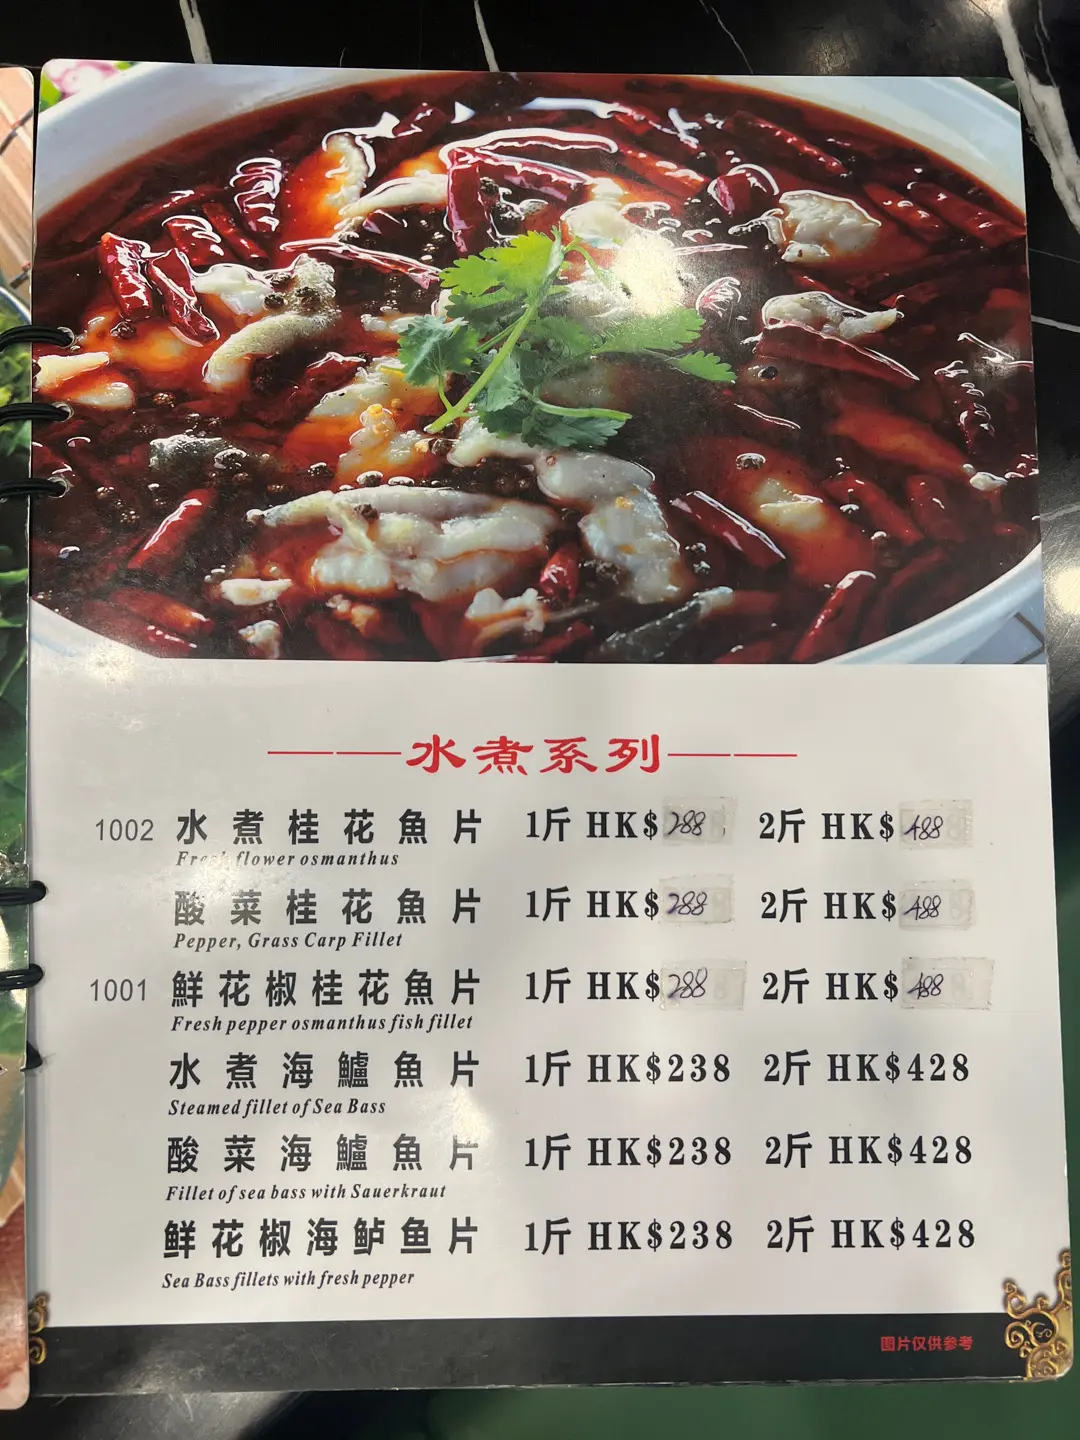 水煮系列
1002 水煮桂花魚片 1斤 HK$288 2斤 HK$488
Fresh flower osmanthus
酸菜桂花魚片 1斤 HK$288 2斤 HK$488
Pepper, Grass Carp Fillet
1001 鮮花椒桂花魚片 1斤 HK$288 2斤 HK$488
Fresh pepper osmanthus fish fillet
水煮海鱸魚片 1斤 HK$238 2斤 HK$428
Steamed fillet of Sea Bass
酸菜海鱸魚片 1斤 HK$238 2斤 HK$428
Fillet of sea bass with Sauerkraut
鲜花椒海鲈鱼片 1斤 HK$238 2斤 HK$428
Sea Bass fillets with fresh pepper
图片仅供参考